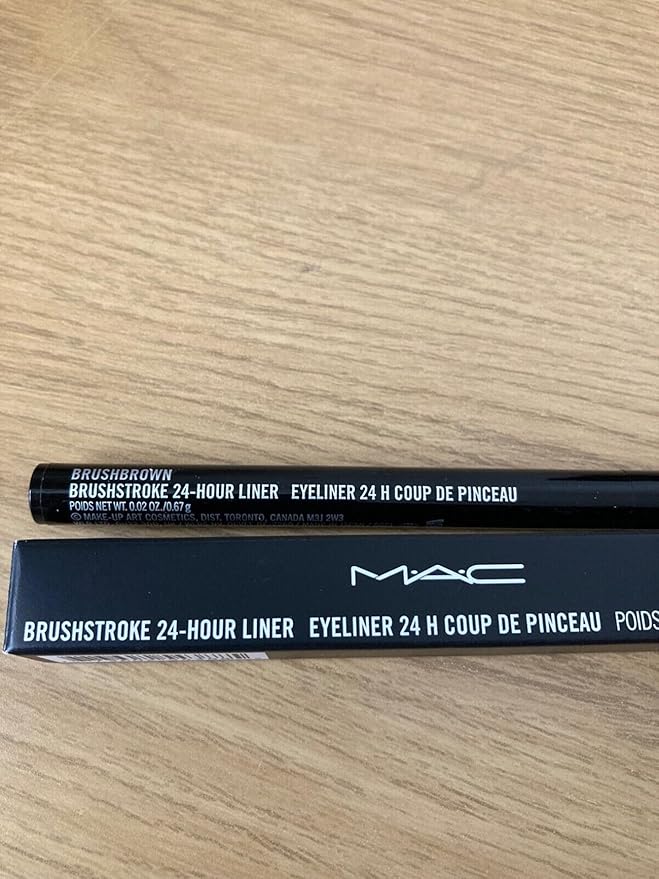 BRUSHBROWN
BRUSHSTROKE 24-HOUR LINER EYELINER 24 H COUP DE PINCEAU
POIDS NET WT. 0.02 OZ./0.67g
© MAKE-UP ART COSMETICS, DIST. TORONTO, CANADA M3J 2W3
M·A·C
BRUSHSTROKE 24-HOUR LINER EYELINER 24 H COUP DE PINCEAU POIDS